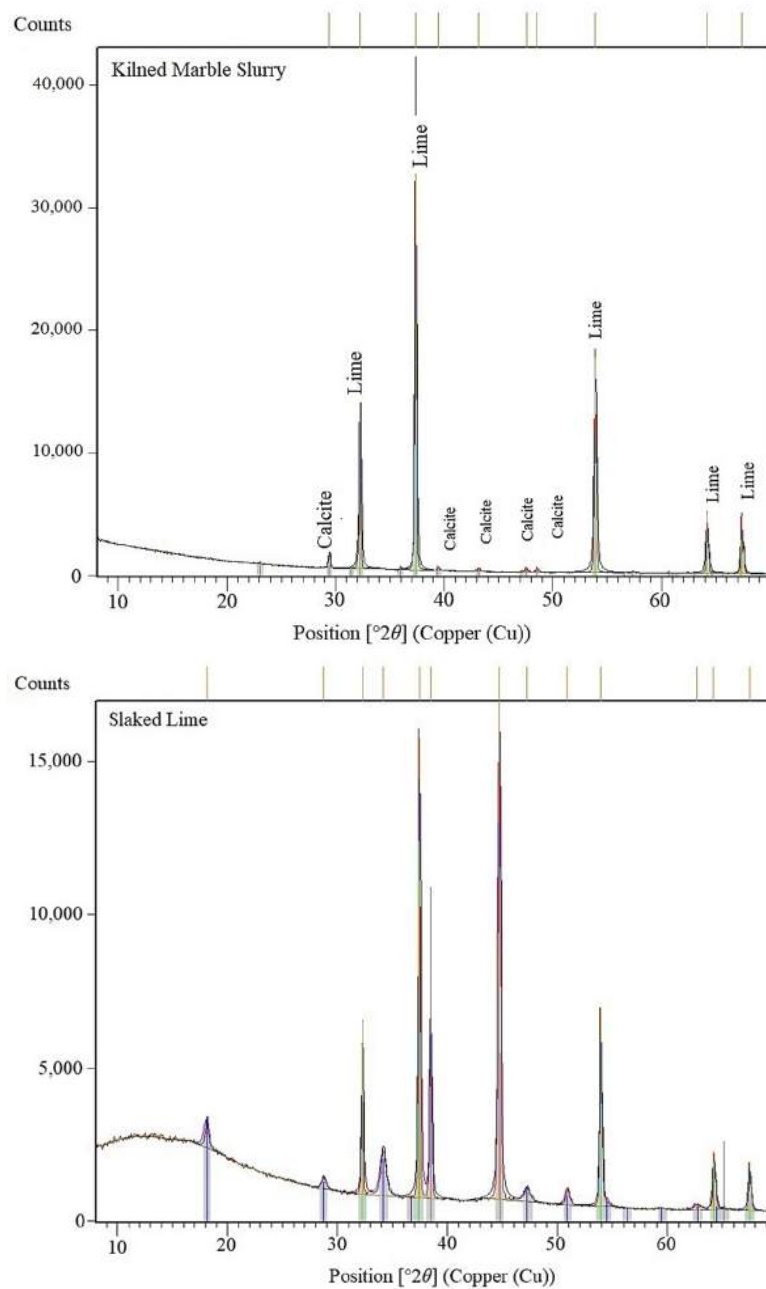 Counts
Kilned Marble Slurry
40,000
30,000
20,000
10,000
0
Calcite
Lime
Lime
Calcite
Calcite
Calcite
Calcite
Lime
Lime
Lime
10 20 30 40 50 60
Position [°2θ] (Copper (Cu))
Counts
Slaked Lime
15,000
10,000
5,000
0
10 20 30 40 50 60
Position [°2θ] (Copper (Cu))